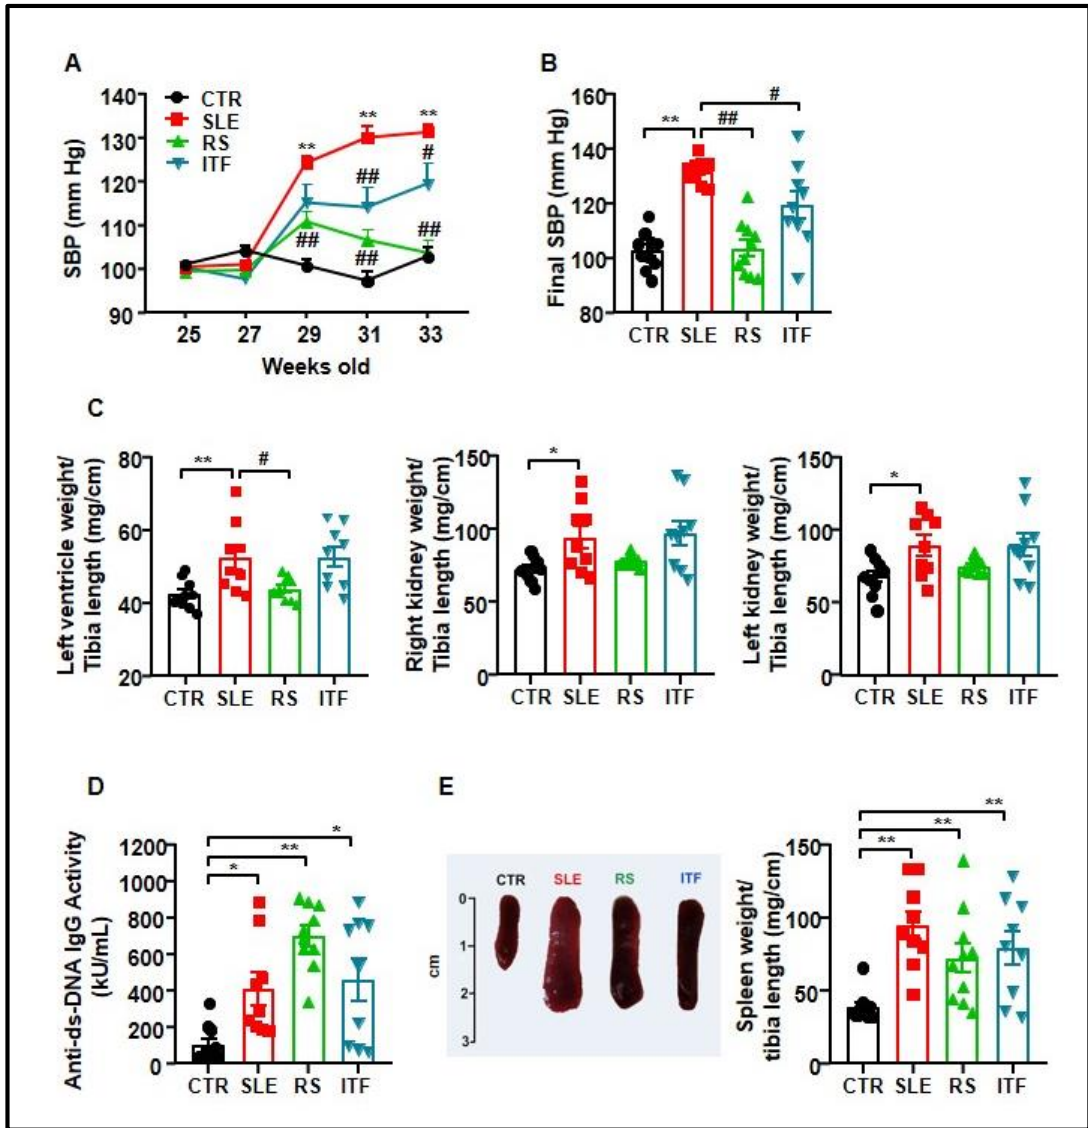 A
CTR
SLE
RS
ITF
140
130
120
110
100
90
SBP (mm Hg)
**
**
**
##
##
#
##
##
##
25 27 29 31 33
Weeks old
B
160
140
120
100
80
Final SBP (mm Hg)
**
##
#
CTR SLE RS ITF
C
80
60
40
20
Left ventricle weight/
Tibia length (mg/cm)
**
#
CTR SLE RS ITF
150
100
50
0
Right kidney weight/
Tibia length (mg/cm)
*
CTR SLE RS ITF
150
100
50
0
Left kidney weight/
Tibia length (mg/cm)
*
CTR SLE RS ITF
D
1200
1000
800
600
400
200
0
Anti-ds-DNA IgG Activity
(kU/mL)
*
**
*
CTR SLE RS ITF
E
CTR SLE RS ITF
0
1
2
3
cm
150
100
50
0
Spleen weight/
tibia length (mg/cm)
**
**
**
CTR SLE RS ITF